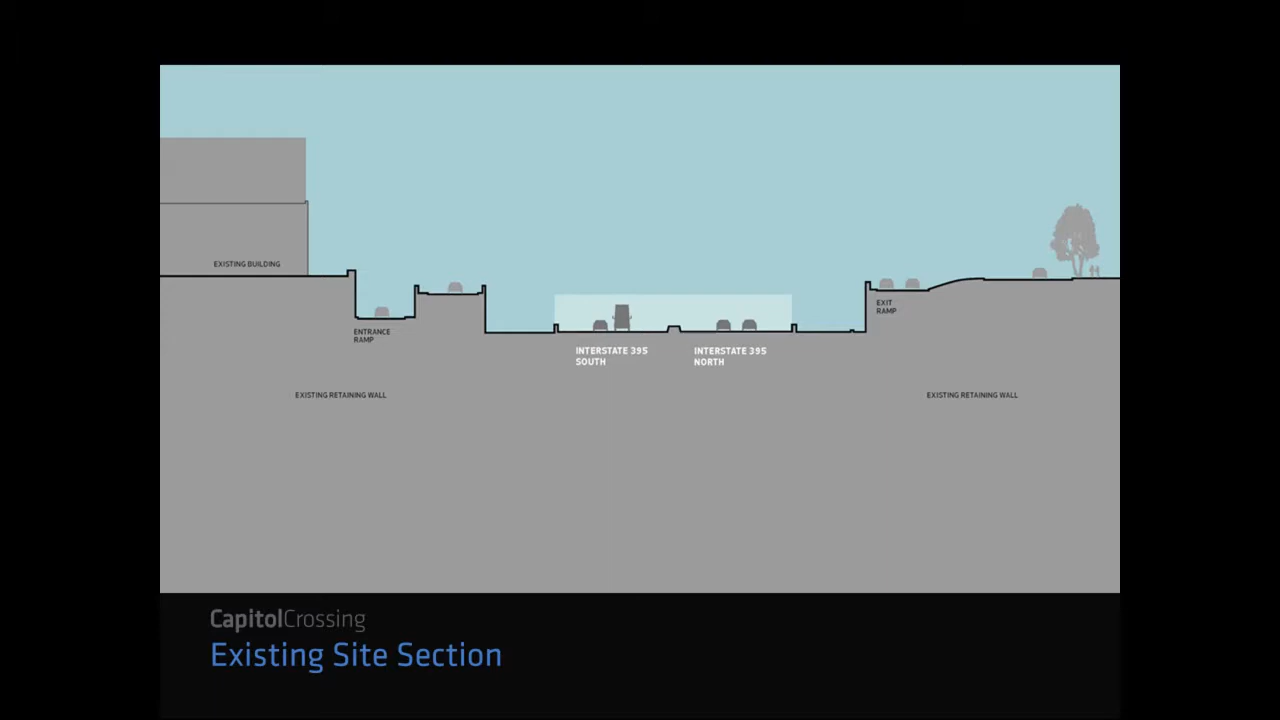 EXISTING BUILDING
ENTRANCE
RAMP
EXIT
RAMP
INTERSTATE 395
SOUTH
INTERSTATE 395
NORTH
EXISTING RETAINING WALL
EXISTING RETAINING WALL
CapitolCrossing
Existing Site Section